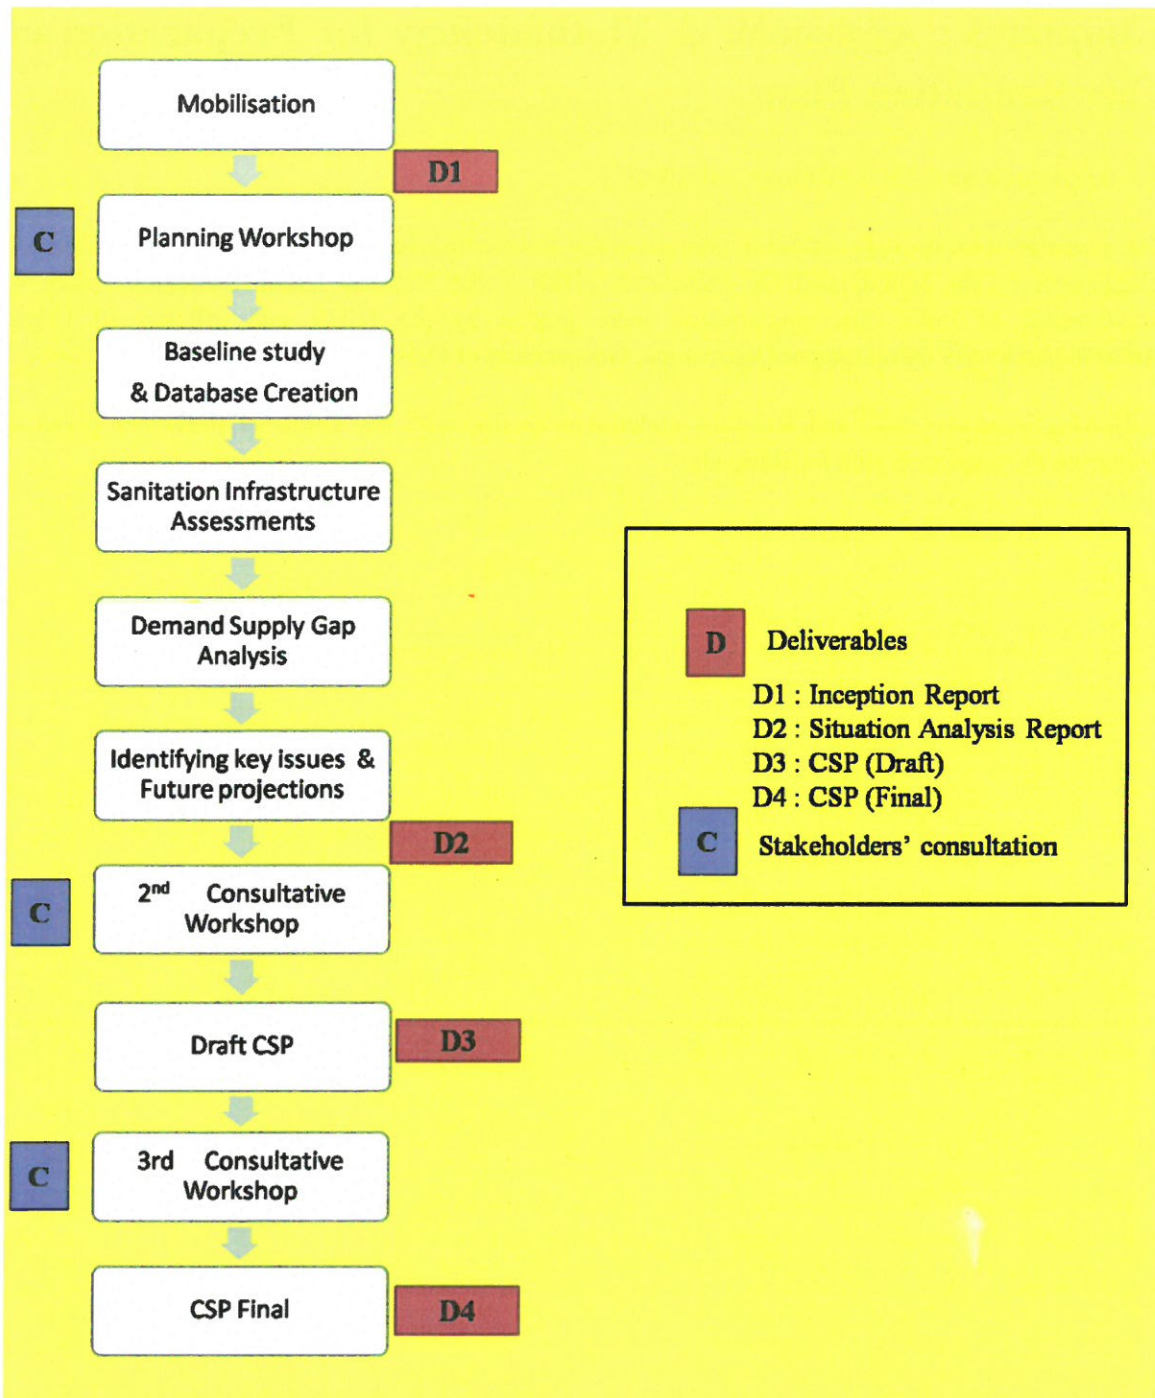 Mobilisation
D1
C
Planning Workshop
Baseline study
& Database Creation
Sanitation Infrastructure
Assessments
Demand Supply Gap
Analysis
Identifying key issues &
Future projections
D2
C
2nd Consultative
Workshop
Draft CSP
D3
C
3rd Consultative
Workshop
CSP Final
D4
D
Deliverables
D1 : Inception Report
D2 : Situation Analysis Report
D3 : CSP (Draft)
D4 : CSP (Final)
C
Stakeholders’ consultation